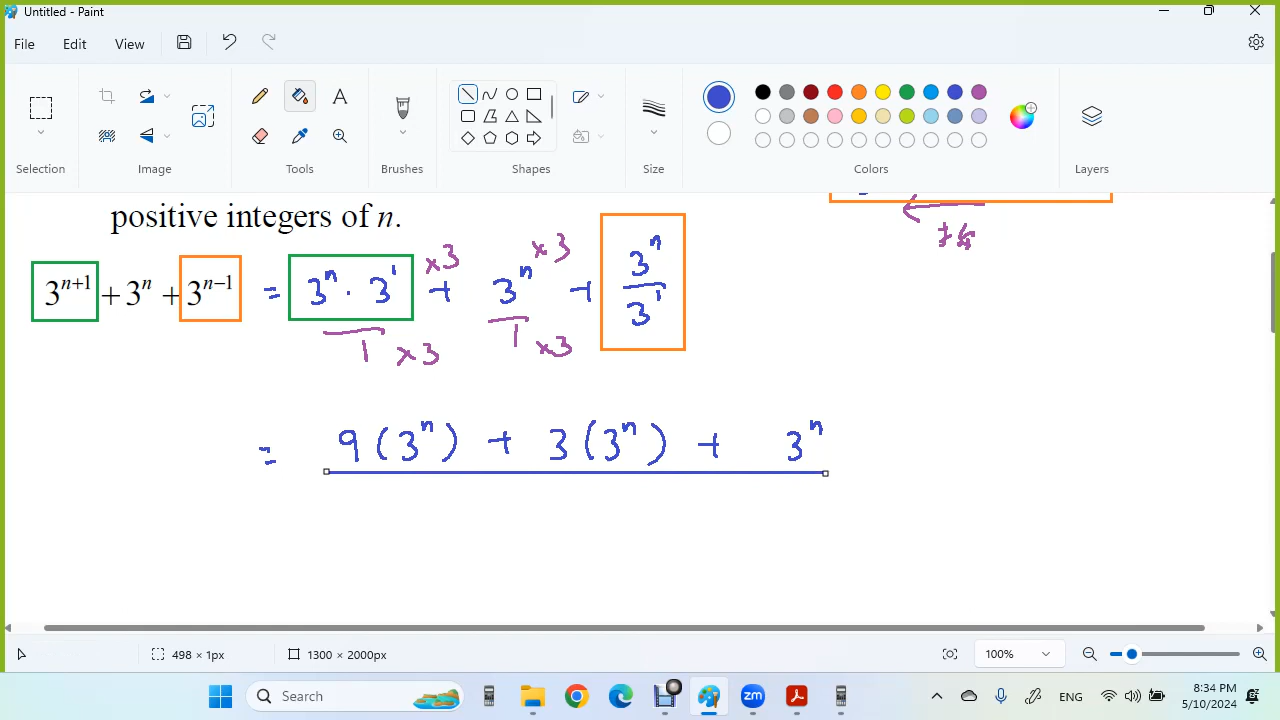 Untitled - Paint
File Edit View
Selection Image Tools Brushes Shapes Size Colors Layers
positive integers of n.
×3 ×3
3^{n+1} + 3^n + 3^{n-1} = 3^n · 3^1 + 3^n + 3^n / 3^1
1 ×3 1 ×3
= 9(3^n) + 3(3^n) + 3^n
498 × 1px 1300 × 2000px 100%
Search ENG 8:34 PM
zm 5/10/2024